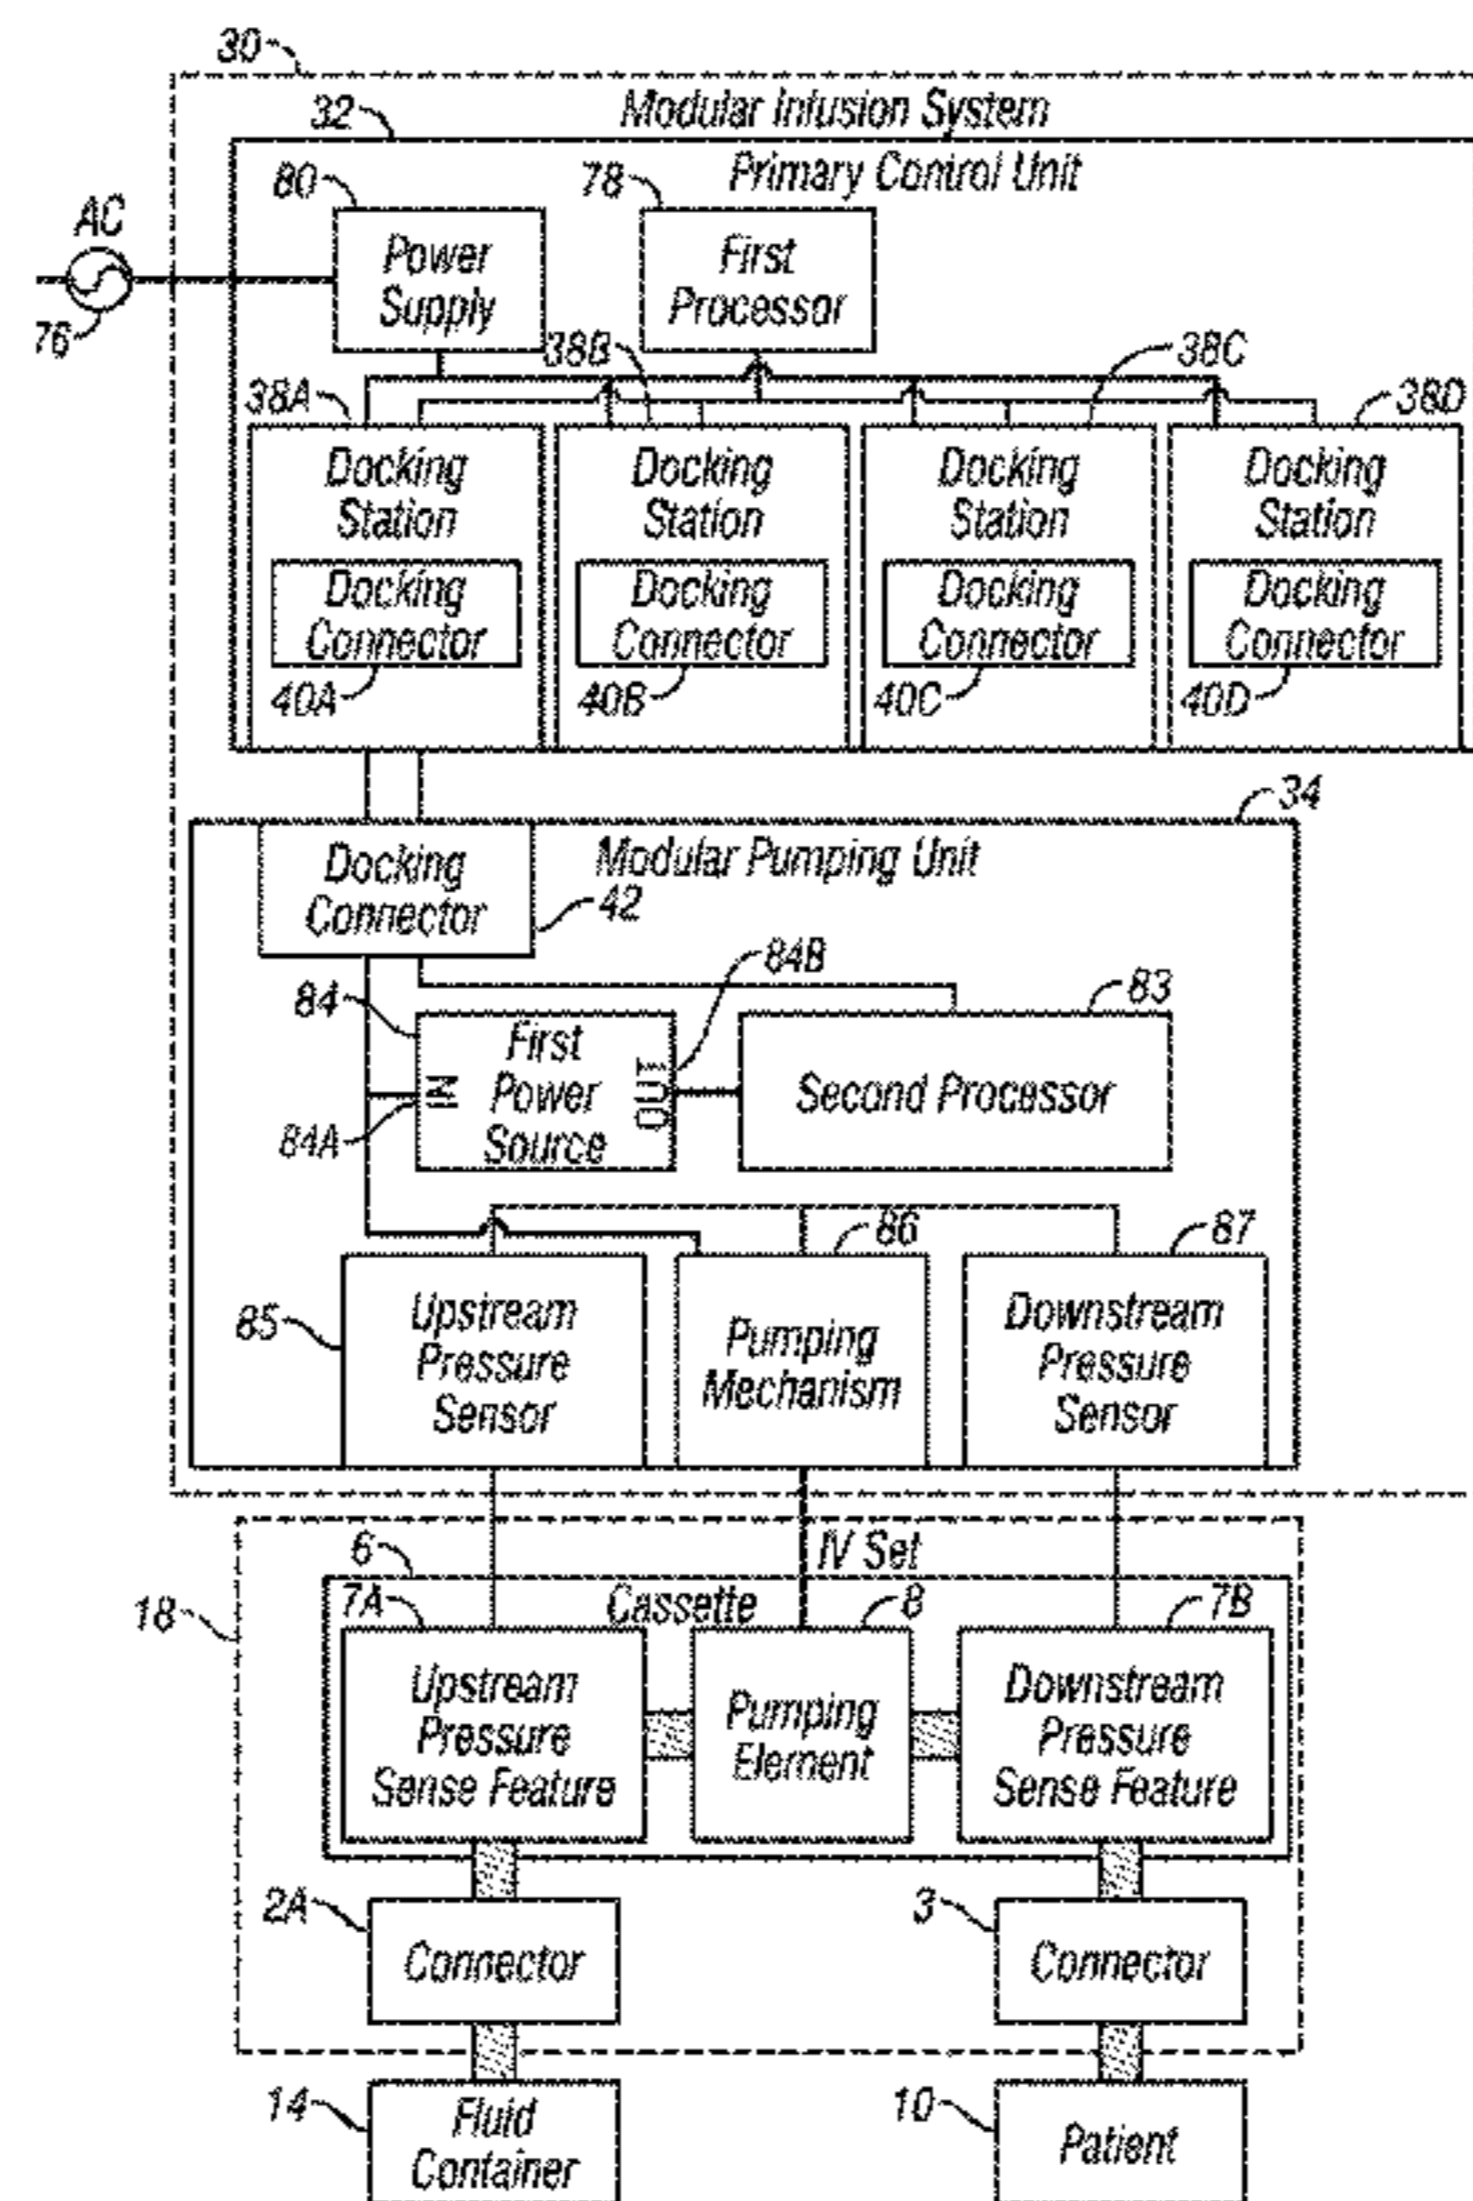 30
Modular Infusion System
32
Primary Control Unit
80
78
AC
Power
Supply
First
Processor
76
38B
38C
38A
38D
Docking
Station
Docking
Station
Docking
Station
Docking
Station
Docking
Connector
Docking
Connector
Docking
Connector
Docking
Connector
40A
40B
40C
40D
34
Docking
Connector
Modular Pumping Unit
42
84B
84
83
First
Power
Source
IN
OUT
Second Processor
84A
86
87
85
Upstream
Pressure
Sensor
Pumping
Mechanism
Downstream
Pressure
Sensor
IV Set
6
18
7A
Cassette
8
7B
Upstream
Pressure
Sense Feature
Pumping
Element
Downstream
Pressure
Sense Feature
2A
Connector
3
Connector
14
Fluid
Container
10
Patient